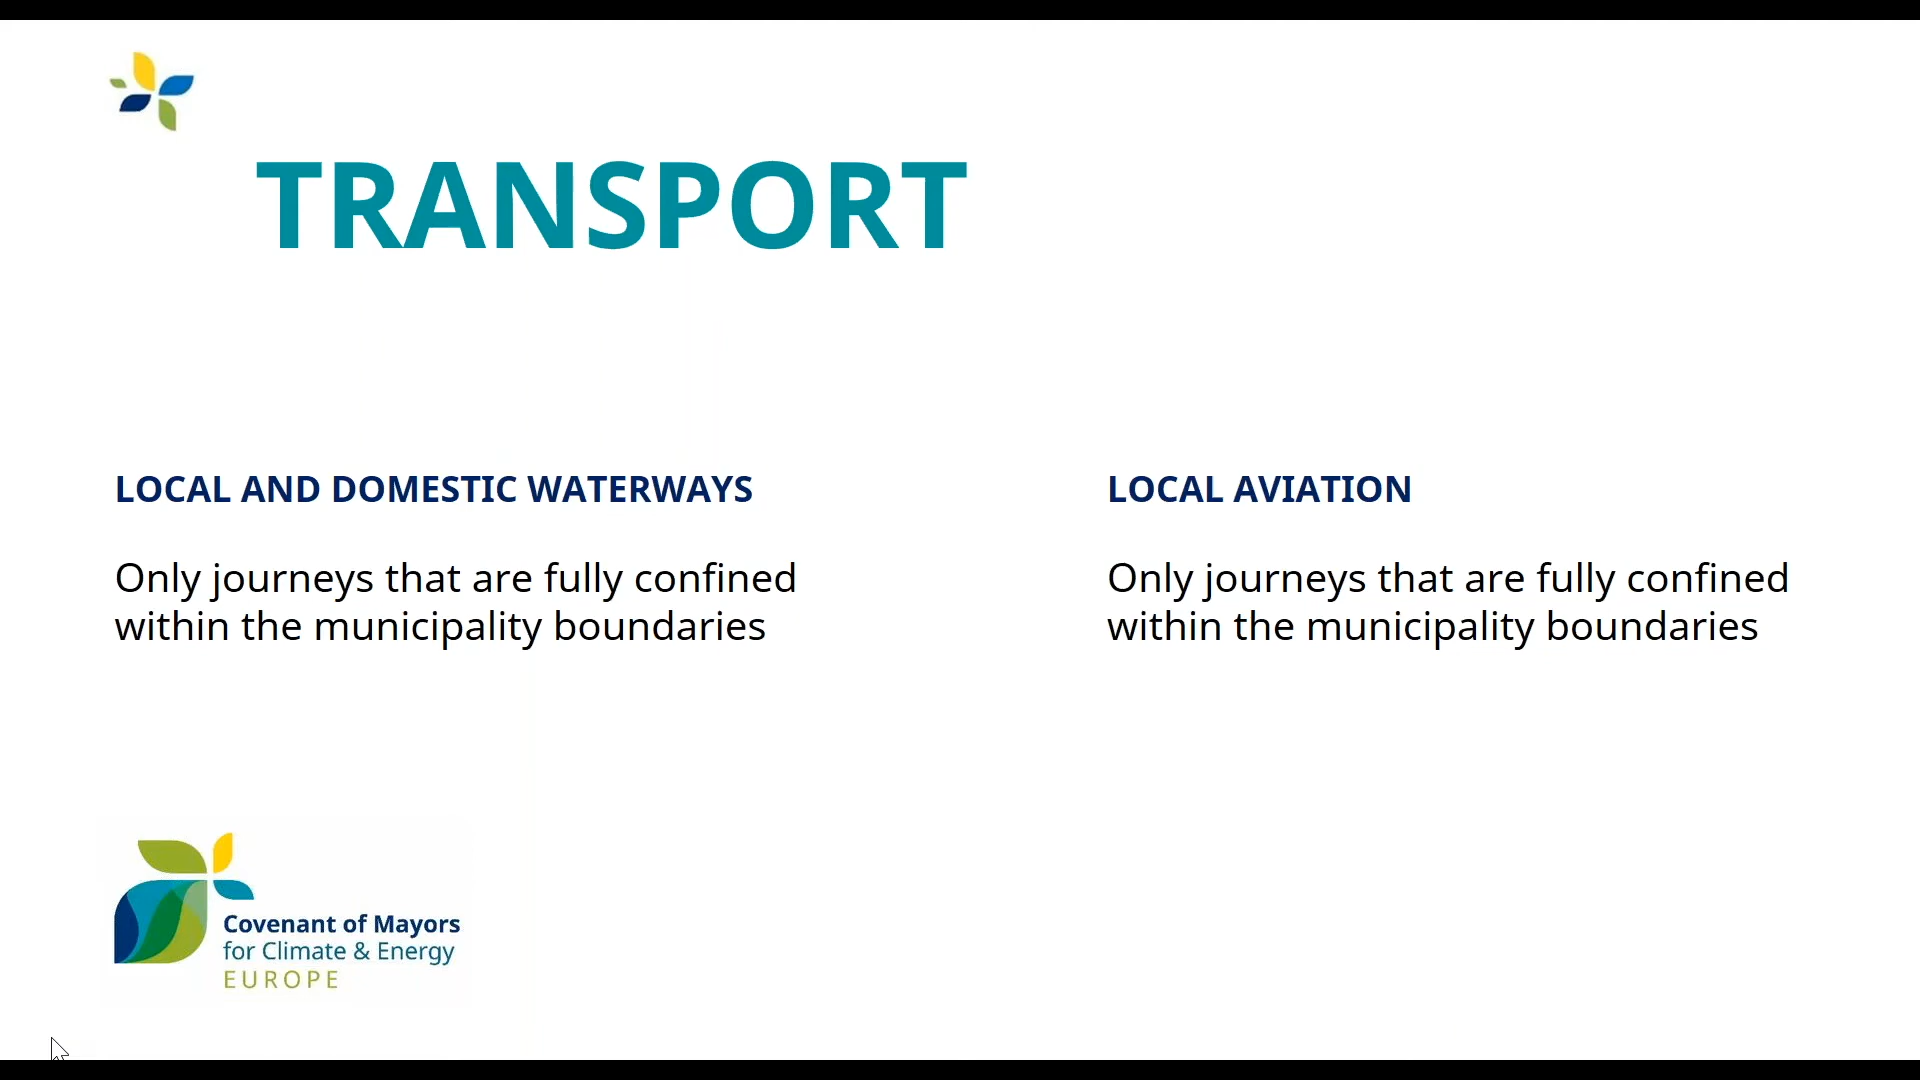 TRANSPORT
LOCAL AND DOMESTIC WATERWAYS
Only journeys that are fully confined
within the municipality boundaries
LOCAL AVIATION
Only journeys that are fully confined
within the municipality boundaries
Covenant of Mayors
for Climate & Energy
EUROPE